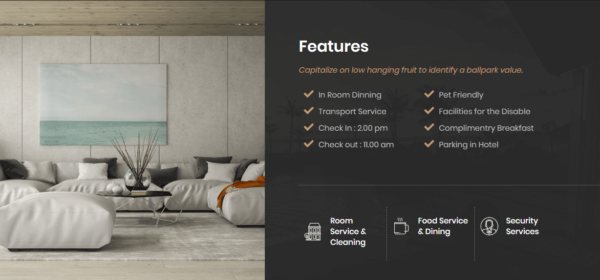 Features
Capitalize on low hanging fruit to identify a ballpark value.
In Room Dinning
Pet Friendly
Transport Service
Facilities for the Disable
Check In : 2.00 pm
Complimentry Breakfast
Check out : 11.00 am
Parking in Hotel
Room
Service &
Cleaning
Food Service
& Dining
Security
Services